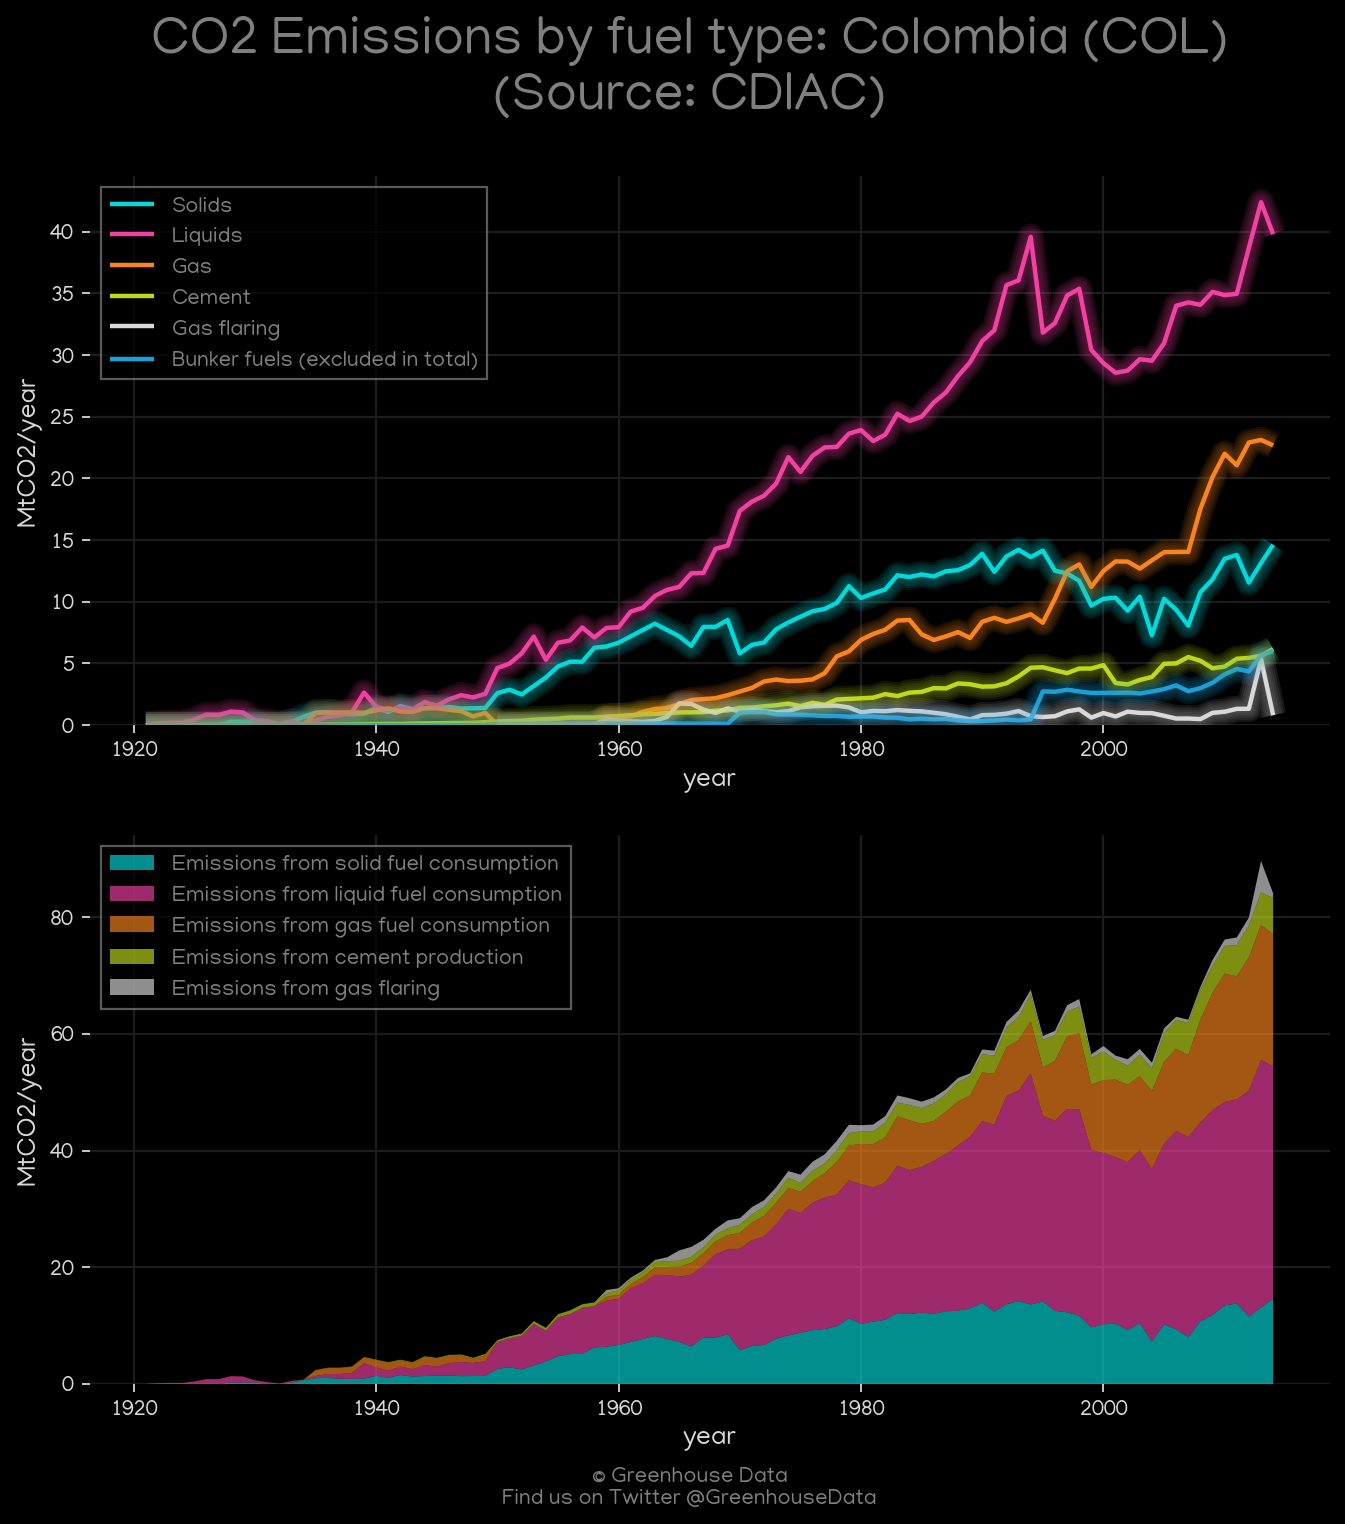 CO2 Emissions by fuel type: Colombia (COL)
(Source: CDIAC)
Solids
Liquids
Gas
Cement
Gas flaring
Bunker fuels (excluded in total)
MtCO2/year
40
35
30
25
20
15
10
5
0
1920 1940 1960 1980 2000
year
Emissions from solid fuel consumption
Emissions from liquid fuel consumption
Emissions from gas fuel consumption
Emissions from cement production
Emissions from gas flaring
MtCO2/year
80
60
40
20
0
1920 1940 1960 1980 2000
year
© Greenhouse Data
Find us on Twitter @GreenhouseData